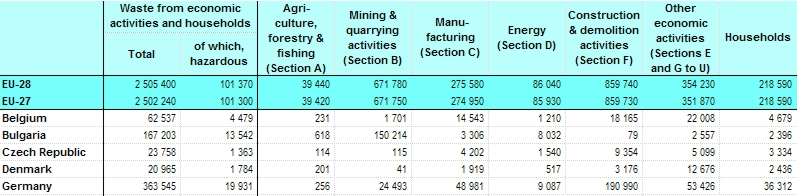 Waste from economic activities and households
Total
of which, hazardous
Agri-culture, forestry & fishing (Section A)
Mining & quarrying activities (Section B)
Manu-facturing (Section C)
Energy (Section D)
Construction & demolition activities (Section F)
Other economic activities (Sections E and G to U)
Households
EU-28 2 505 400 101 370 39 440 671 780 275 580 86 040 859 740 354 230 218 590
EU-27 2 502 240 101 300 39 420 671 750 274 950 85 930 859 730 351 870 218 590
Belgium 62 537 4 479 231 1 701 14 543 1 210 18 165 22 008 4 679
Bulgaria 167 203 13 542 618 150 214 3 306 8 032 79 2 557 2 396
Czech Republic 23 758 1 363 114 115 4 202 1 540 9 354 5 099 3 334
Denmark 20 965 1 784 201 41 1 919 517 3 176 12 676 2 436
Germany 363 545 19 931 256 24 493 48 981 9 087 190 990 53 426 36 312